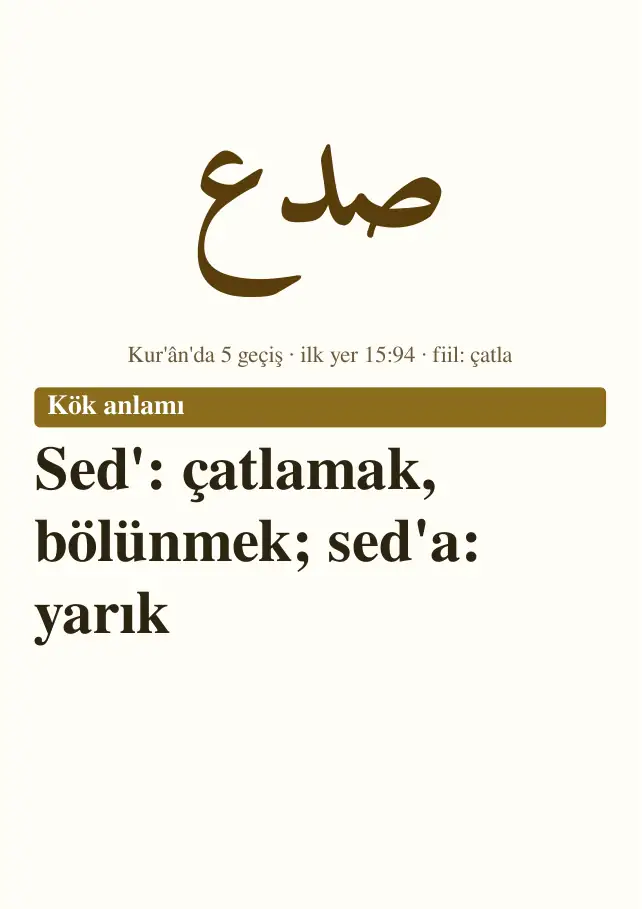 صدع
Kur'ân'da 5 geçiş · ilk yer 15:94 · fiil: çatla
Kök anlamı
Sed': çatlamak,
bölünmek; sed'a:
yarık